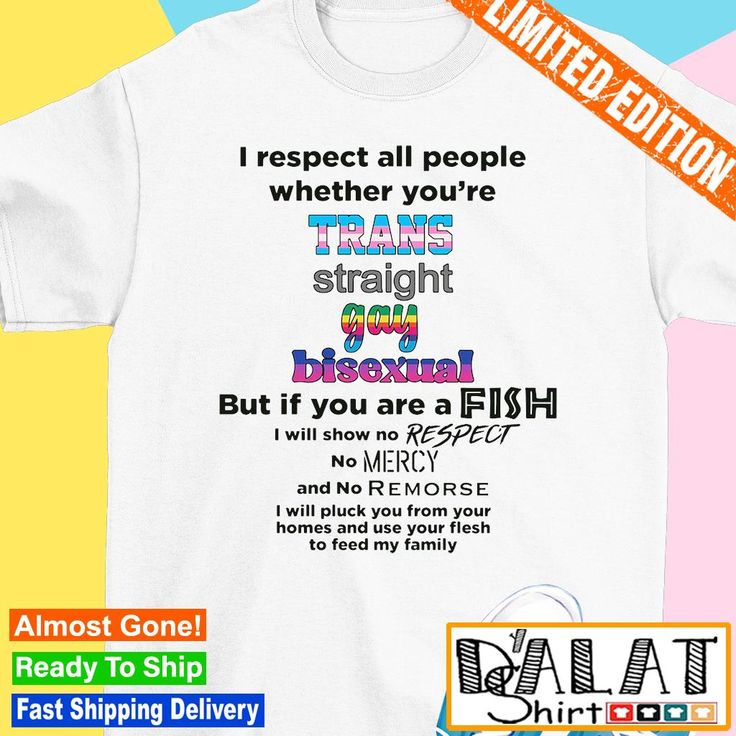 LIMITED EDITION
I respect all people
whether you're
TRANS
straight
gay
bisexual
But if you are a FISH
I will show no RESPECT
No MERCY
and No REMORSE
I will pluck you from your
homes and use your flesh
to feed my family
Almost Gone!
Ready To Ship
Fast Shipping Delivery
D'ALAT
Shirt